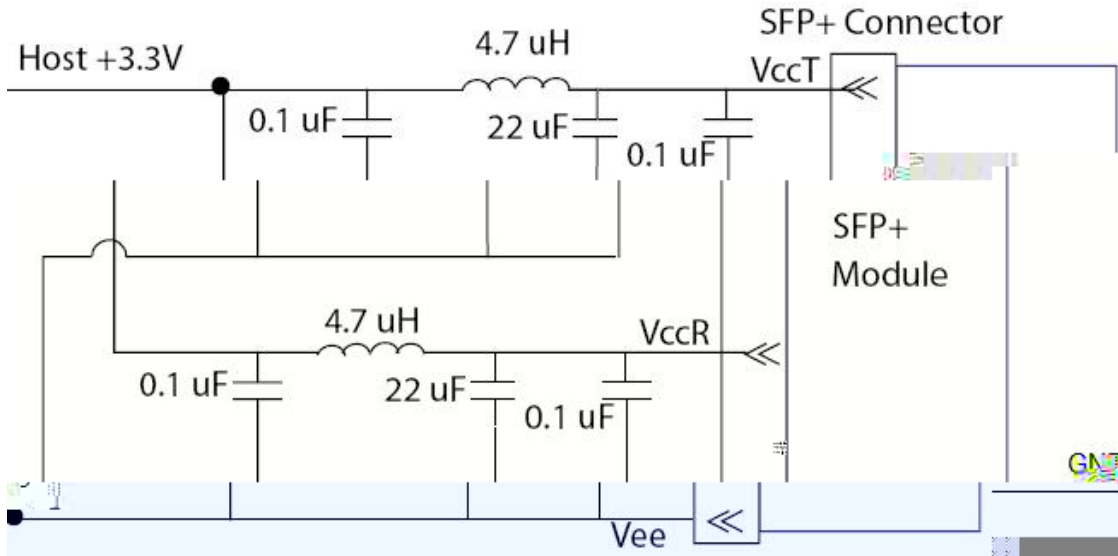 SFP+ Connector
4.7 uH
Host +3.3V
VccT
0.1 uF
22 uF
0.1 uF
SFP+
Module
4.7 uH
VccR
0.1 uF
22 uF
0.1 uF
Vee